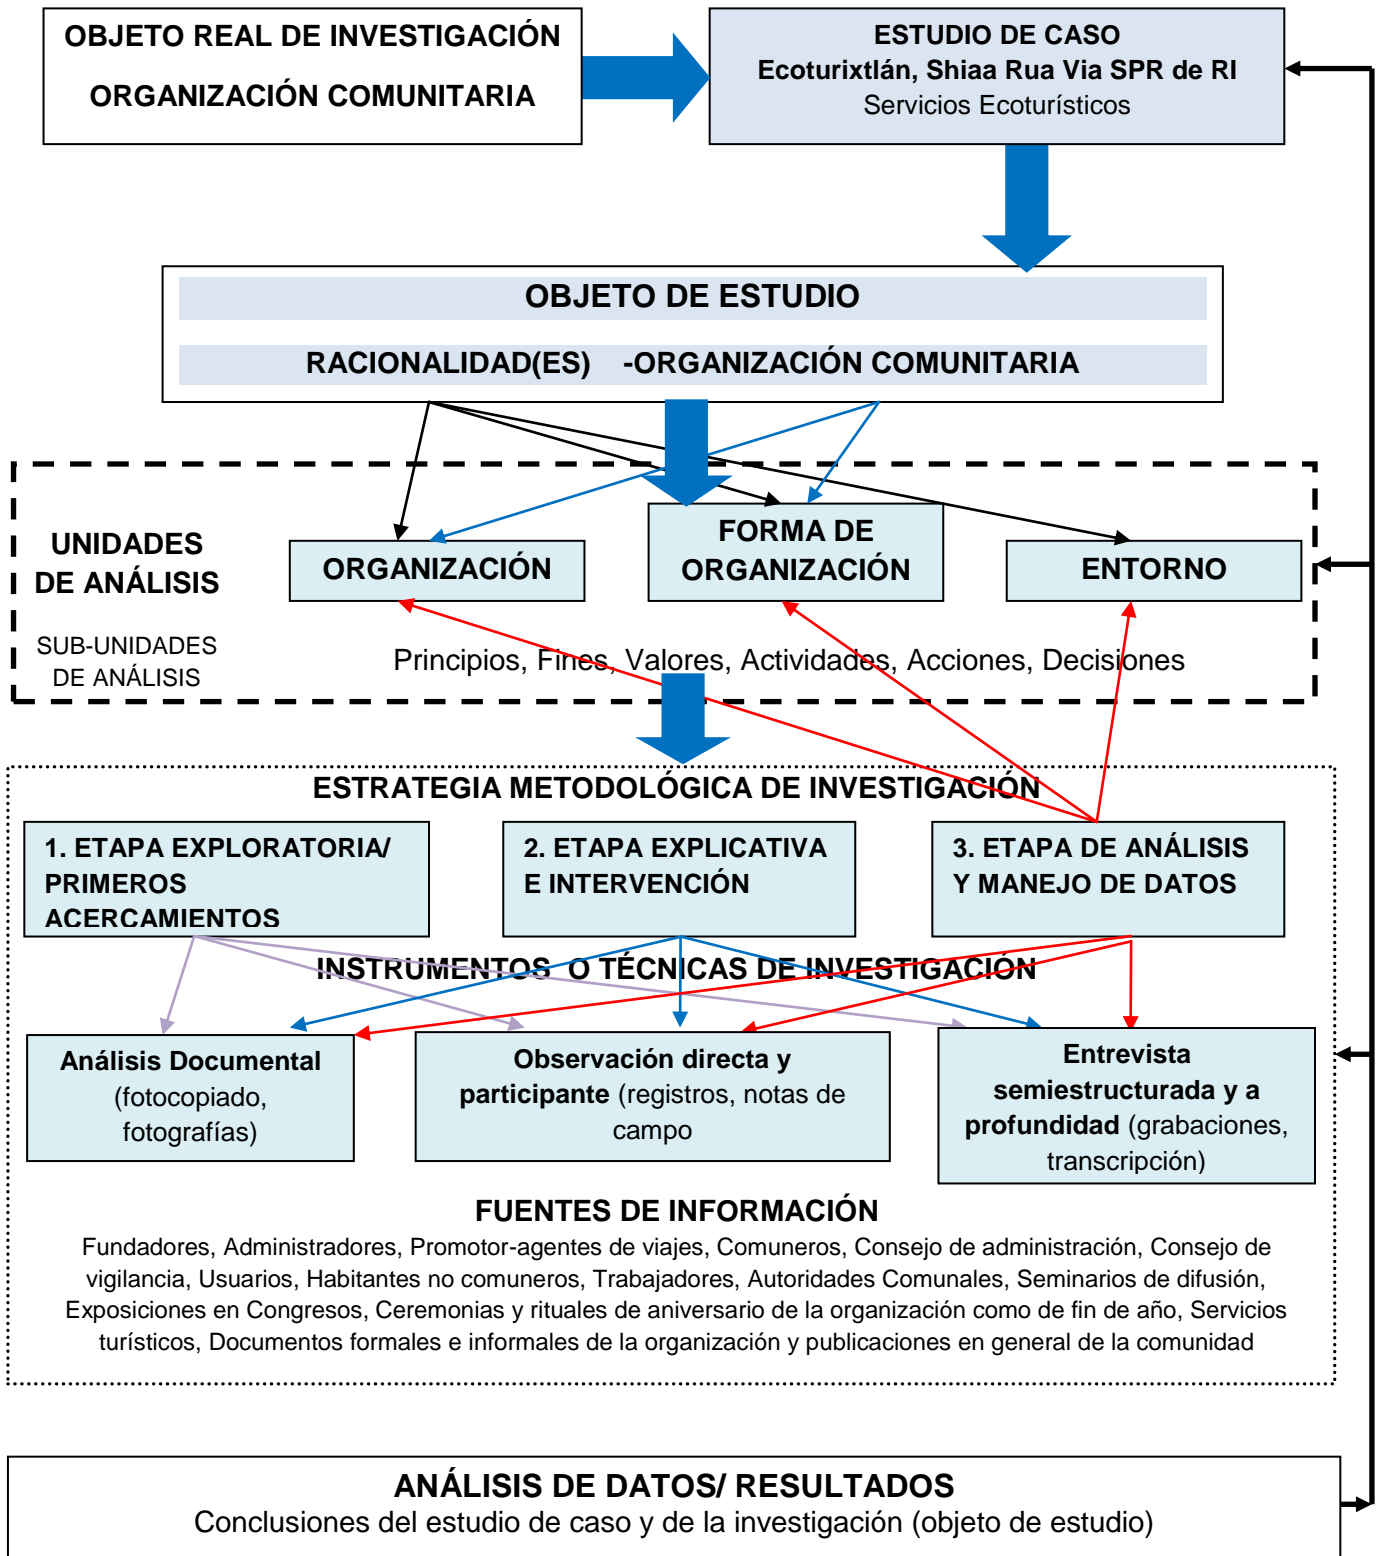 OBJETO REAL DE INVESTIGACIÓN
ORGANIZACIÓN COMUNITARIA
ESTUDIO DE CASO
Ecoturixtlán, Shiaa Rua Via SPR de RI
Servicios Ecoturísticos
OBJETO DE ESTUDIO
RACIONALIDAD(ES) -ORGANIZACIÓN COMUNITARIA
UNIDADES
DE ANÁLISIS
ORGANIZACIÓN
FORMA DE
ORGANIZACIÓN
ENTORNO
SUB-UNIDADES
DE ANÁLISIS
Principios, Fines, Valores, Actividades, Acciones, Decisiones
ESTRATEGIA METODOLÓGICA DE INVESTIGACIÓN
1. ETAPA EXPLORATORIA/
PRIMEROS
ACERCAMIENTOS
2. ETAPA EXPLICATIVA
E INTERVENCIÓN
3. ETAPA DE ANÁLISIS
Y MANEJO DE DATOS
INSTRUMENTOS O TÉCNICAS DE INVESTIGACIÓN
Análisis Documental
(fotocopiado,
fotografías)
Observación directa y
participante (registros, notas de
campo
Entrevista
semiestructurada y a
profundidad (grabaciones,
transcripción)
FUENTES DE INFORMACIÓN
Fundadores, Administradores, Promotor-agentes de viajes, Comuneros, Consejo de administración, Consejo de
vigilancia, Usuarios, Habitantes no comuneros, Trabajadores, Autoridades Comunales, Seminarios de difusión,
Exposiciones en Congresos, Ceremonias y rituales de aniversario de la organización como de fin de año, Servicios
turísticos, Documentos formales e informales de la organización y publicaciones en general de la comunidad
ANÁLISIS DE DATOS/ RESULTADOS
Conclusiones del estudio de caso y de la investigación (objeto de estudio)